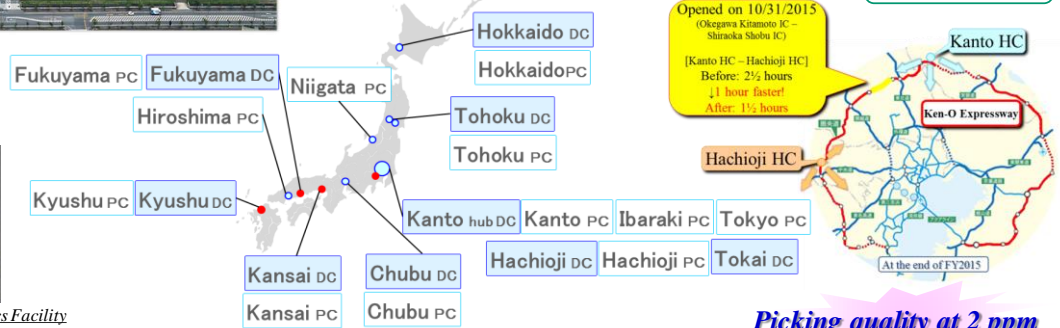 Hokkaido DC
HokkaidoPC
Fukuyama PC
Fukuyama DC
Niigata PC
Hiroshima PC
Tohoku DC
Tohoku PC
Kyushu PC
Kyushu DC
Kanto hub DC
Kanto PC
Ibaraki PC
Tokyo PC
Hachioji DC
Hachioji PC
Tokai DC
Kansai DC
Kansai PC
Chubu DC
Chubu PC
s Facility
Opened on 10/31/2015
(Okegawa Kitamoto IC –
Shiraoka Shobu IC)
[Kanto HC – Hachioji HC]
Before: 2½ hours
↓1 hour faster!
After: 1½ hours
Kanto HC
Ken-O Expressway
Hachioji HC
At the end of FY2015
Picking quality at 2 ppm